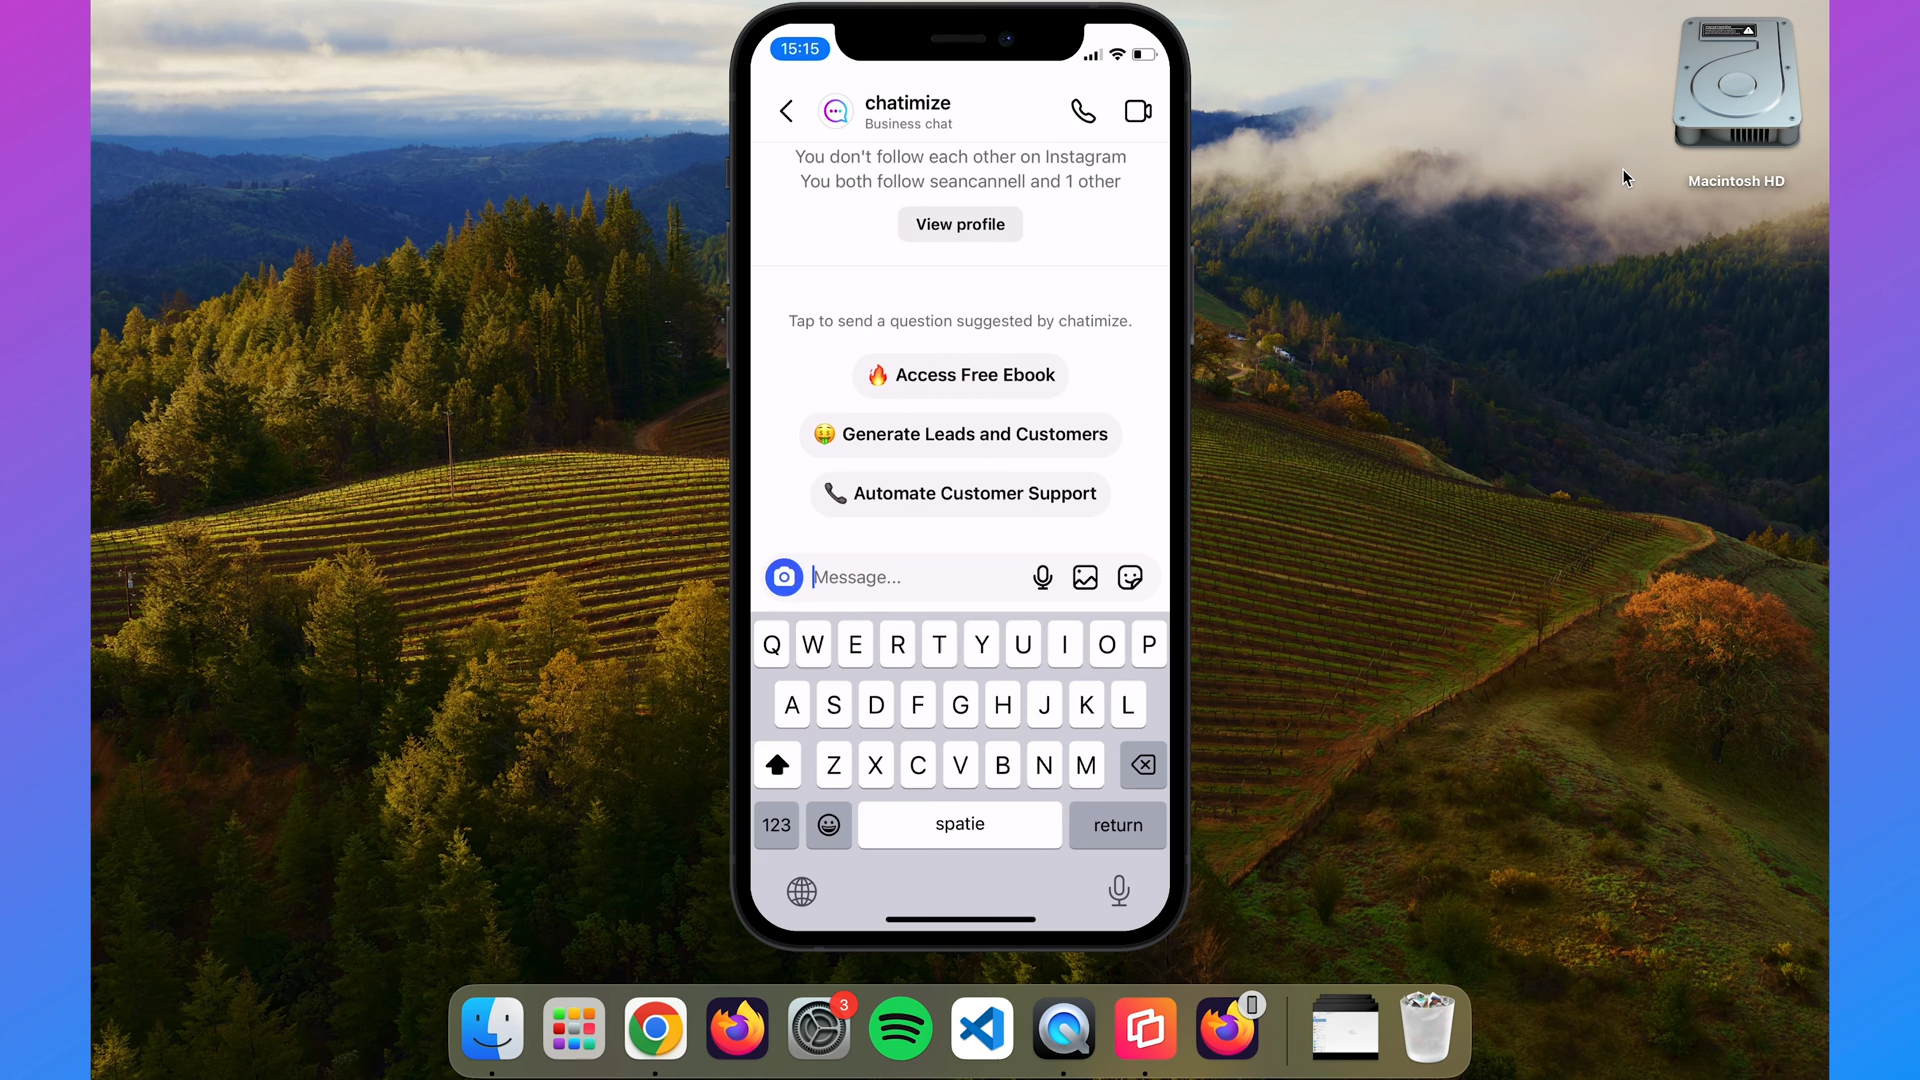 15:15
chatimize
Business chat
You don't follow each other on Instagram
You both follow seancannell and 1 other
View profile
Macintosh HD
Tap to send a question suggested by chatimize.
🔥 Access Free Ebook
🤑 Generate Leads and Customers
📞 Automate Customer Support
Message...
Q W E R T Y U I O P
A S D F G H J K L
Z X C V B N M
123 spatie return
3